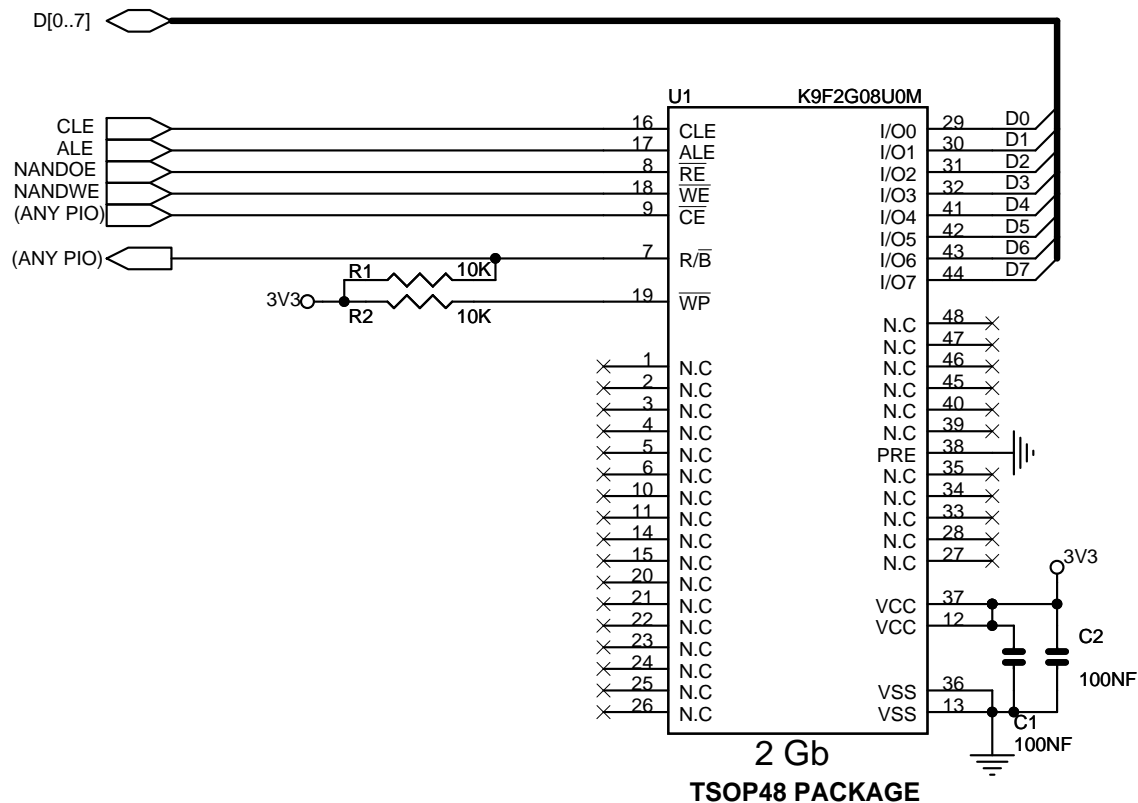 D[0..7]
U1 K9F2G08U0M
CLE 16 CLE I/O0 29 D0
ALE 17 ALE I/O1 30 D1
NANDOE 8 RE I/O2 31 D2
NANDWE 18 WE I/O3 32 D3
(ANY PIO) 9 CE I/O4 41 D4
I/O5 42 D5
(ANY PIO) 7 R/B I/O6 43 D6
R1 10K I/O7 44 D7
3V3 19 WP
R2 10K
N.C 48
N.C 47
1 N.C N.C 46
2 N.C N.C 45
3 N.C N.C 40
4 N.C N.C 39
5 N.C PRE 38
6 N.C N.C 35
10 N.C N.C 34
11 N.C N.C 33
14 N.C N.C 28
15 N.C N.C 27
20 N.C 3V3
21 N.C VCC 37
22 N.C VCC 12
23 N.C C2
24 N.C 100NF
25 N.C VSS 36
26 N.C VSS 13
C1
100NF
2 Gb
TSOP48 PACKAGE